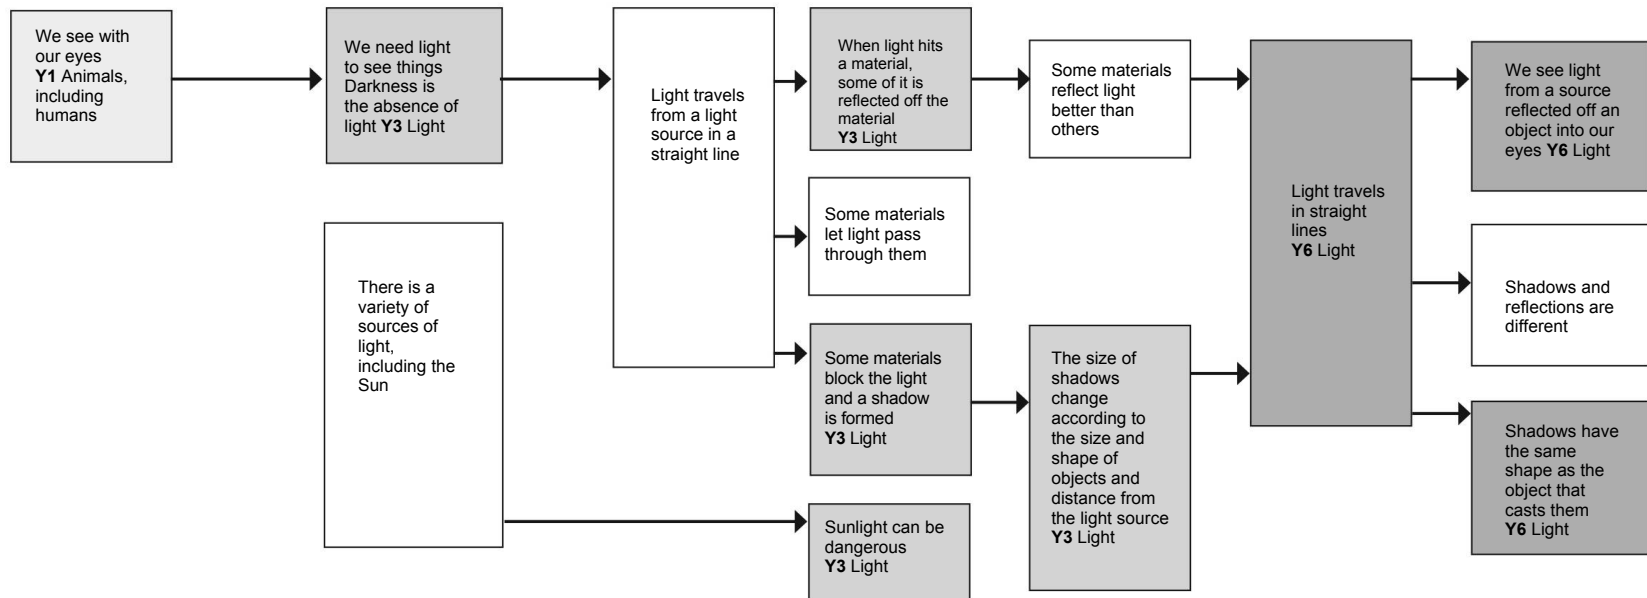 We see with
our eyes
Y1 Animals,
including
humans
We need light
to see things
Darkness is
the absence of
light Y3 Light
Light travels
from a light
source in a
straight line
When light hits
a material,
some of it is
reflected off the
material
Y3 Light
Some materials
reflect light
better than
others
We see light
from a source
reflected off an
object into our
eyes Y6 Light
Some materials
let light pass
through them
Light travels
in straight
lines
Y6 Light
There is a
variety of
sources of
light,
including the
Sun
Shadows and
reflections are
different
Some materials
block the light
and a shadow
is formed
Y3 Light
The size of
shadows
change
according to
the size and
shape of
objects and
distance from
the light source
Y3 Light
Shadows have
the same
shape as the
object that
casts them
Y6 Light
Sunlight can be
dangerous
Y3 Light